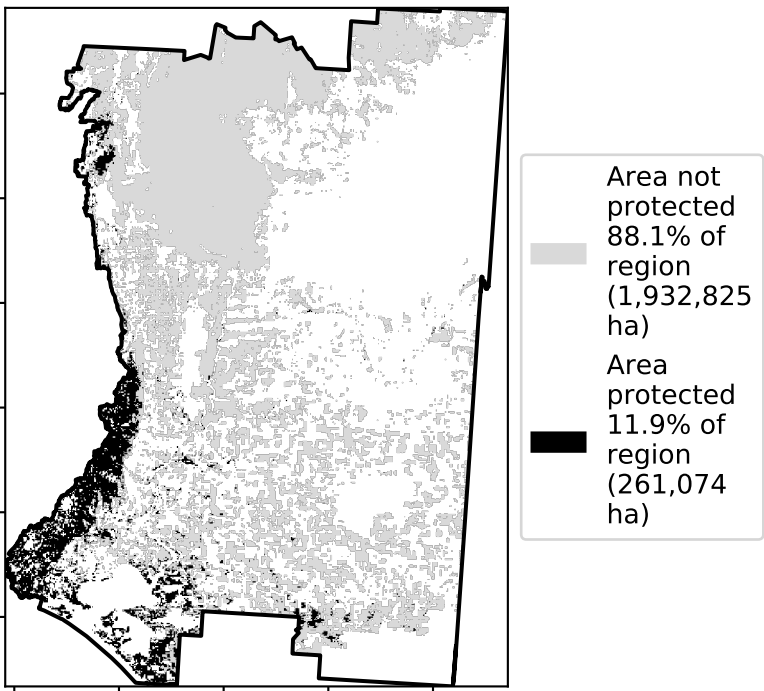 Area not
protected
88.1% of
region
(1,932,825
ha)
Area
protected
11.9% of
region
(261,074
ha)